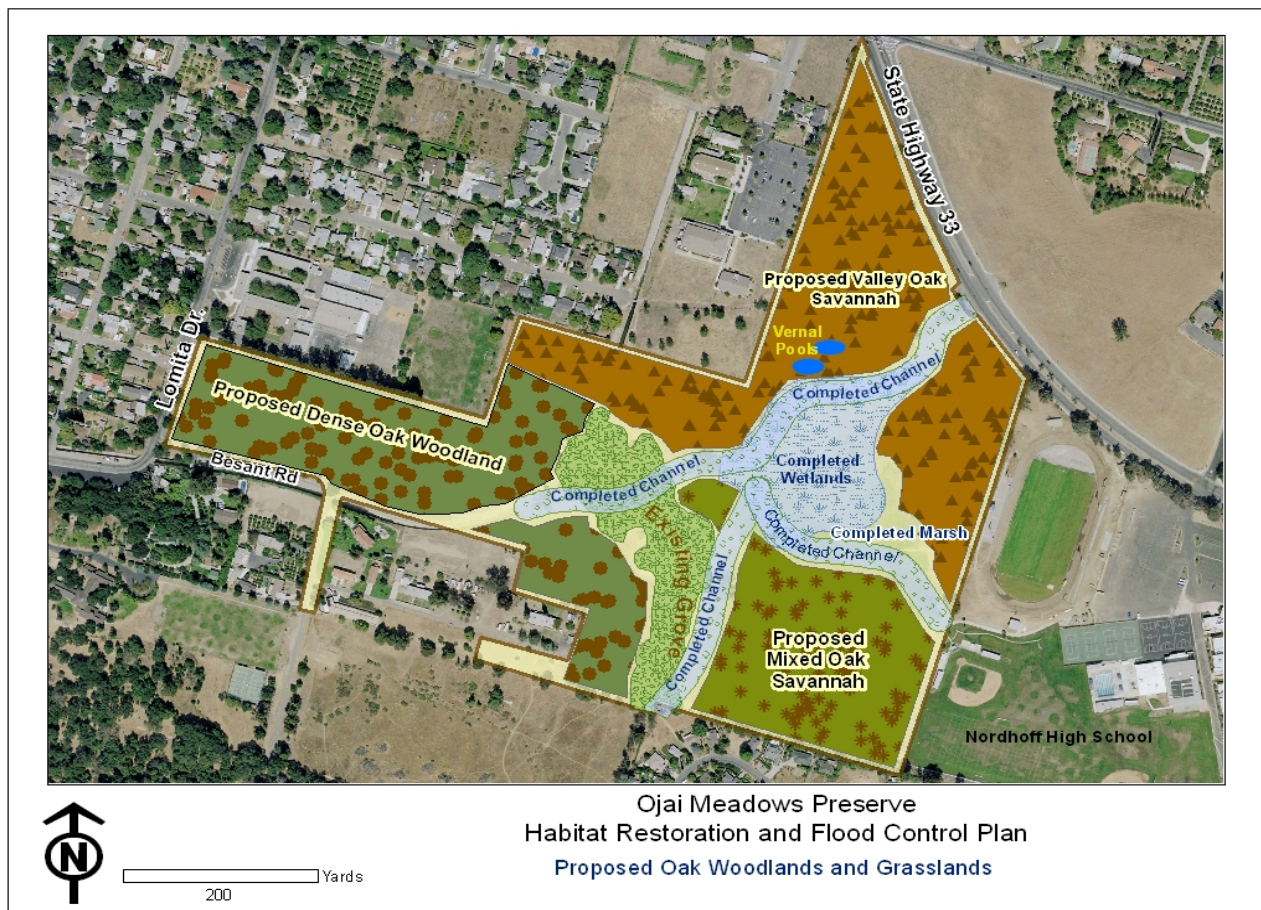 State Highway 33
Proposed Valley Oak
Savannah
Vernal
Pools
Completed Channel
Lomita Dr.
Proposed Dense Oak Woodland
Besant Rd
Completed Channel
Completed
Wetlands
Existing Grove
Completed Marsh
Completed Channel
Completed Channel
Proposed
Mixed Oak
Savannah
Nordhoff High School
Ojai Meadows Preserve
Habitat Restoration and Flood Control Plan
Proposed Oak Woodlands and Grasslands
N
Yards
200